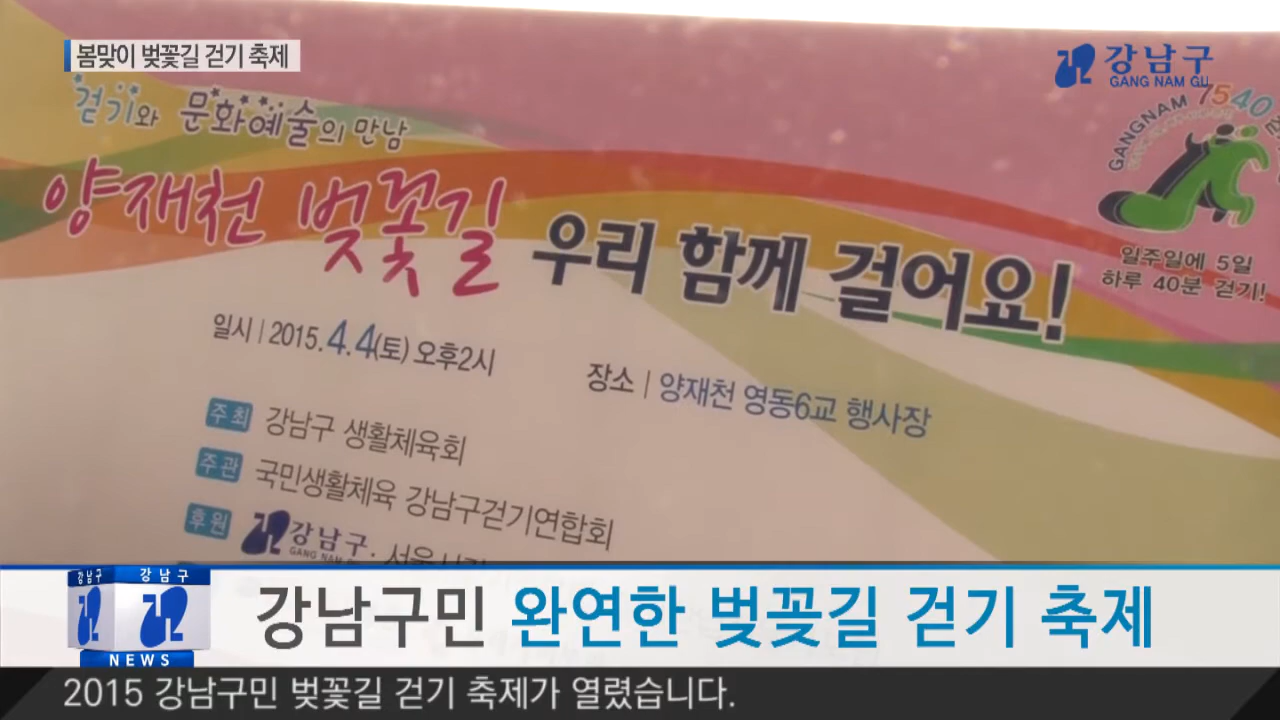 봄맞이 벚꽃길 걷기 축제
강남구
GANG NAM GU
걷기와 문화예술의 만남
GANGNAM 7540
양재천 벚꽃길 우리 함께 걸어요!
일주일에 5일
하루 40분 걷기!
일시 | 2015. 4.4(토) 오후2시
장소 | 양재천 영동6교 행사장
주최 강남구 생활체육회
주관 국민생활체육 강남구걷기연합회
후원 강남구·
GANG NAM
강남구
강남구
NEWS
강남구민 완연한 벚꽃길 걷기 축제
2015 강남구민 벚꽃길 걷기 축제가 열렸습니다.